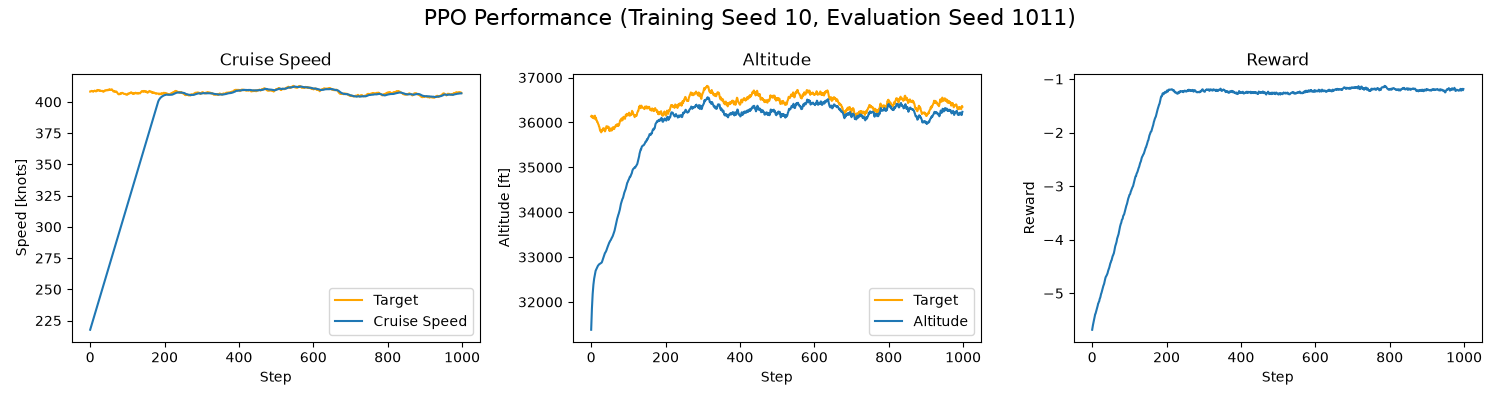 PPO Performance (Training Seed 10, Evaluation Seed 1011)
Cruise Speed
Speed [knots]
400
375
350
325
300
275
250
225
0 200 400 600 800 1000
Step
Target
Cruise Speed
Altitude
Altitude [ft]
37000
36000
35000
34000
33000
32000
0 200 400 600 800 1000
Step
Target
Altitude
Reward
Reward
−1
−2
−3
−4
−5
0 200 400 600 800 1000
Step